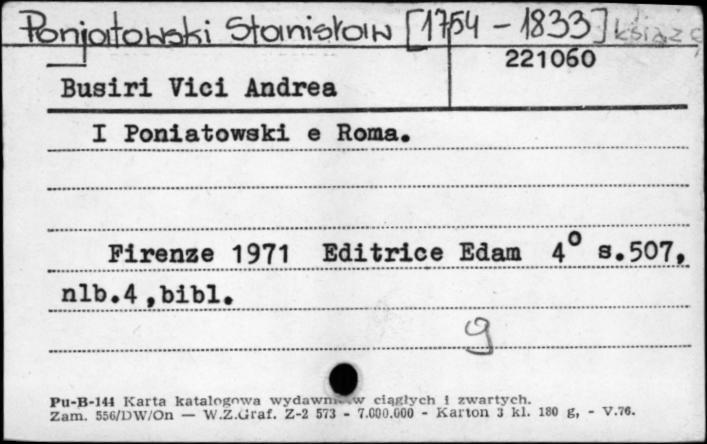 Poniatowski Stanisław [1754 - 1833] książę
221060
Busiri Vici Andrea
I Poniatowski e Roma.
Firenze 1971 Editrice Edam 4° s.507,
nlb.4,bibl.
g
Pu-B-144 Karta katalogowa ciągłych i zwartych.
Zam. 556/DW/On — W.Z.Graf. Z-2 573 - 7.000.000 - Karton 3 kl. 180 g, - V.76.